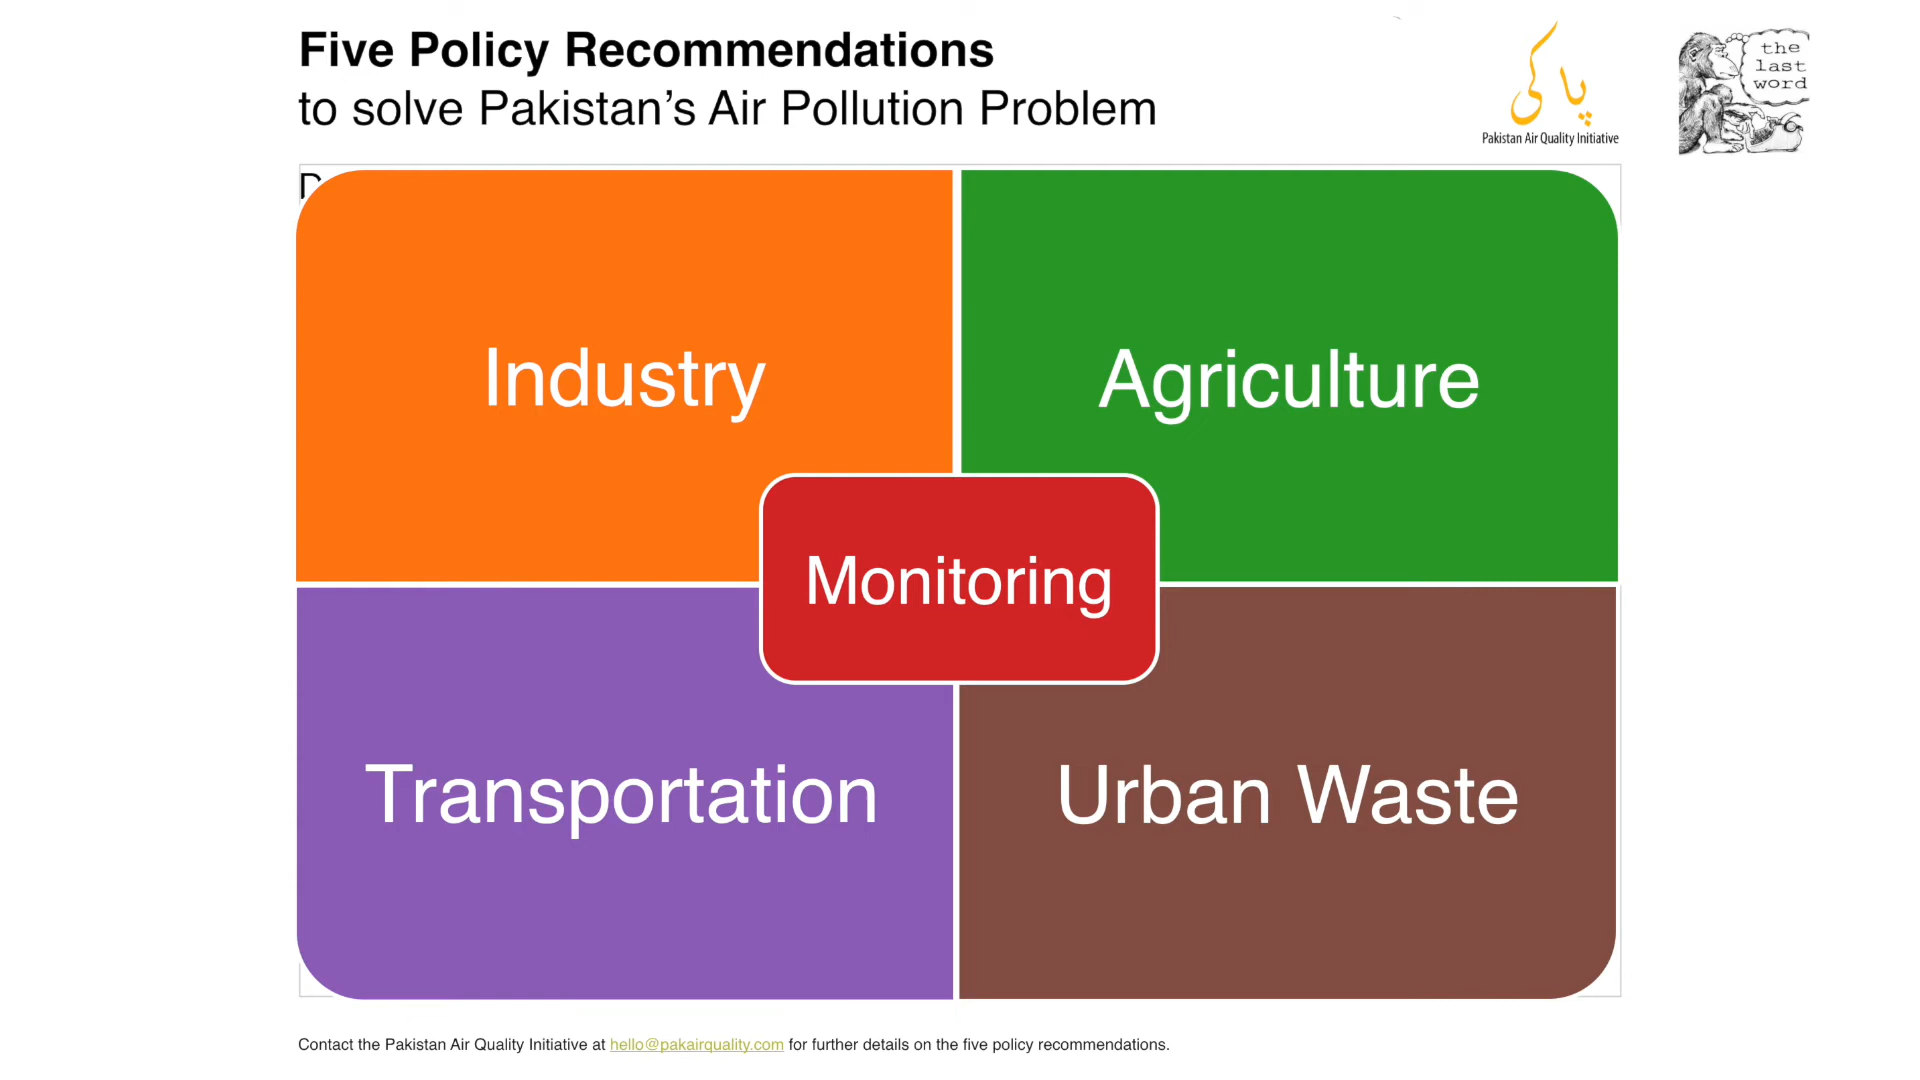 Five Policy Recommendations
to solve Pakistan’s Air Pollution Problem
پاکی
Pakistan Air Quality Initiative
the
last
word
Industry
Agriculture
Monitoring
Transportation
Urban Waste
Contact the Pakistan Air Quality Initiative at hello@pakairquality.com for further details on the five policy recommendations.